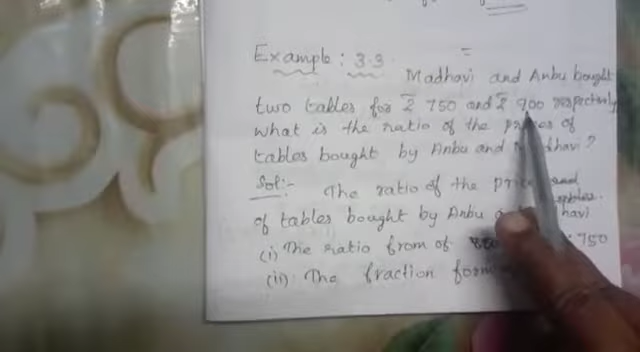 Example : 3.3
Madhavi and Anbu bought
two tables for ₹ 750 and ₹ 900 respectively
what is the ratio of the of
tables bought by Anbu and ?
Sol:- The ratio of the and
of tables bought by Anbu
(i) The ratio from of : 750
(ii) The fraction form